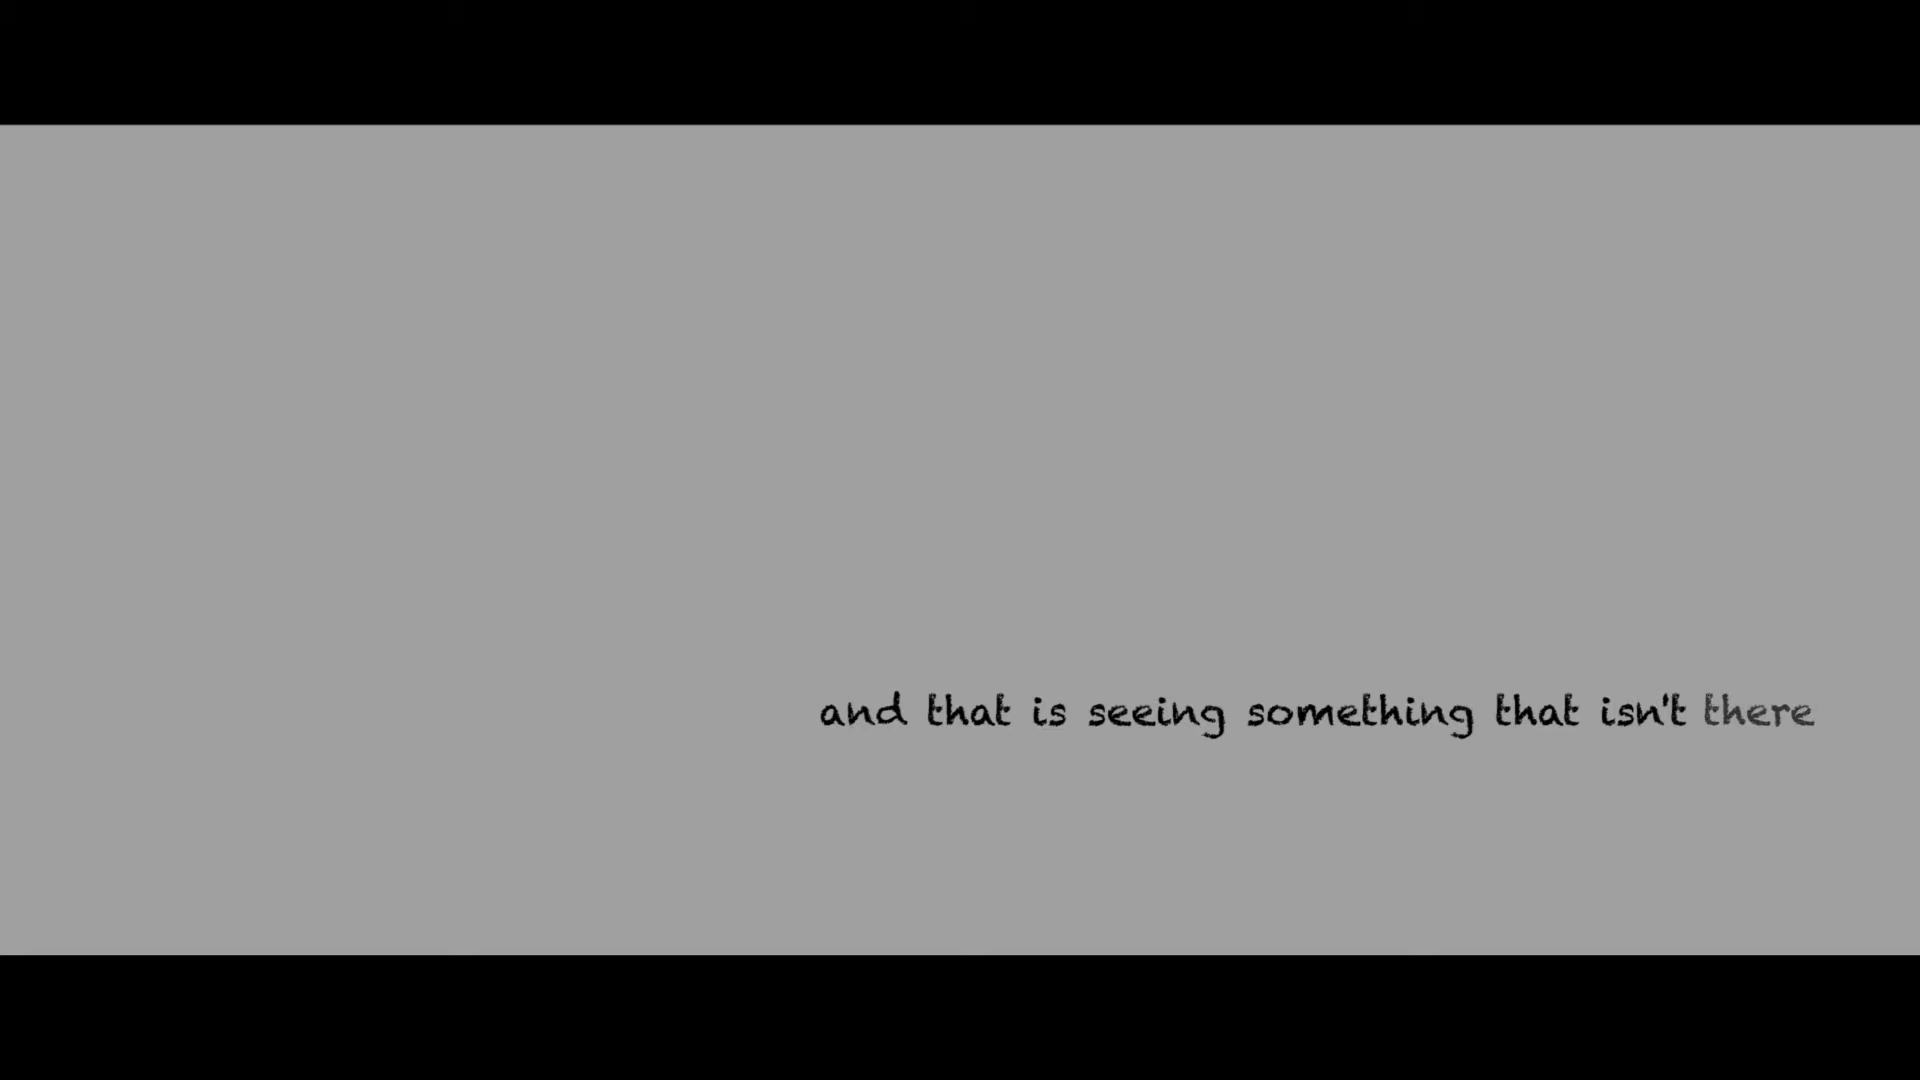 and that is seeing something that isn't there